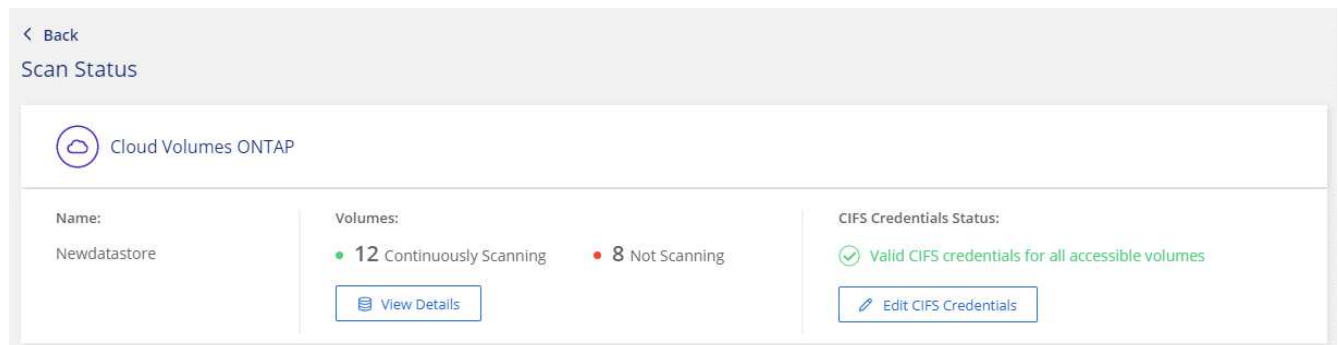 Back
Scan Status
Cloud Volumes ONTAP
Name:
Newdatastore
Volumes:
12 Continuously Scanning
8 Not Scanning
View Details
CIFS Credentials Status:
Valid CIFS credentials for all accessible volumes
Edit CIFS Credentials